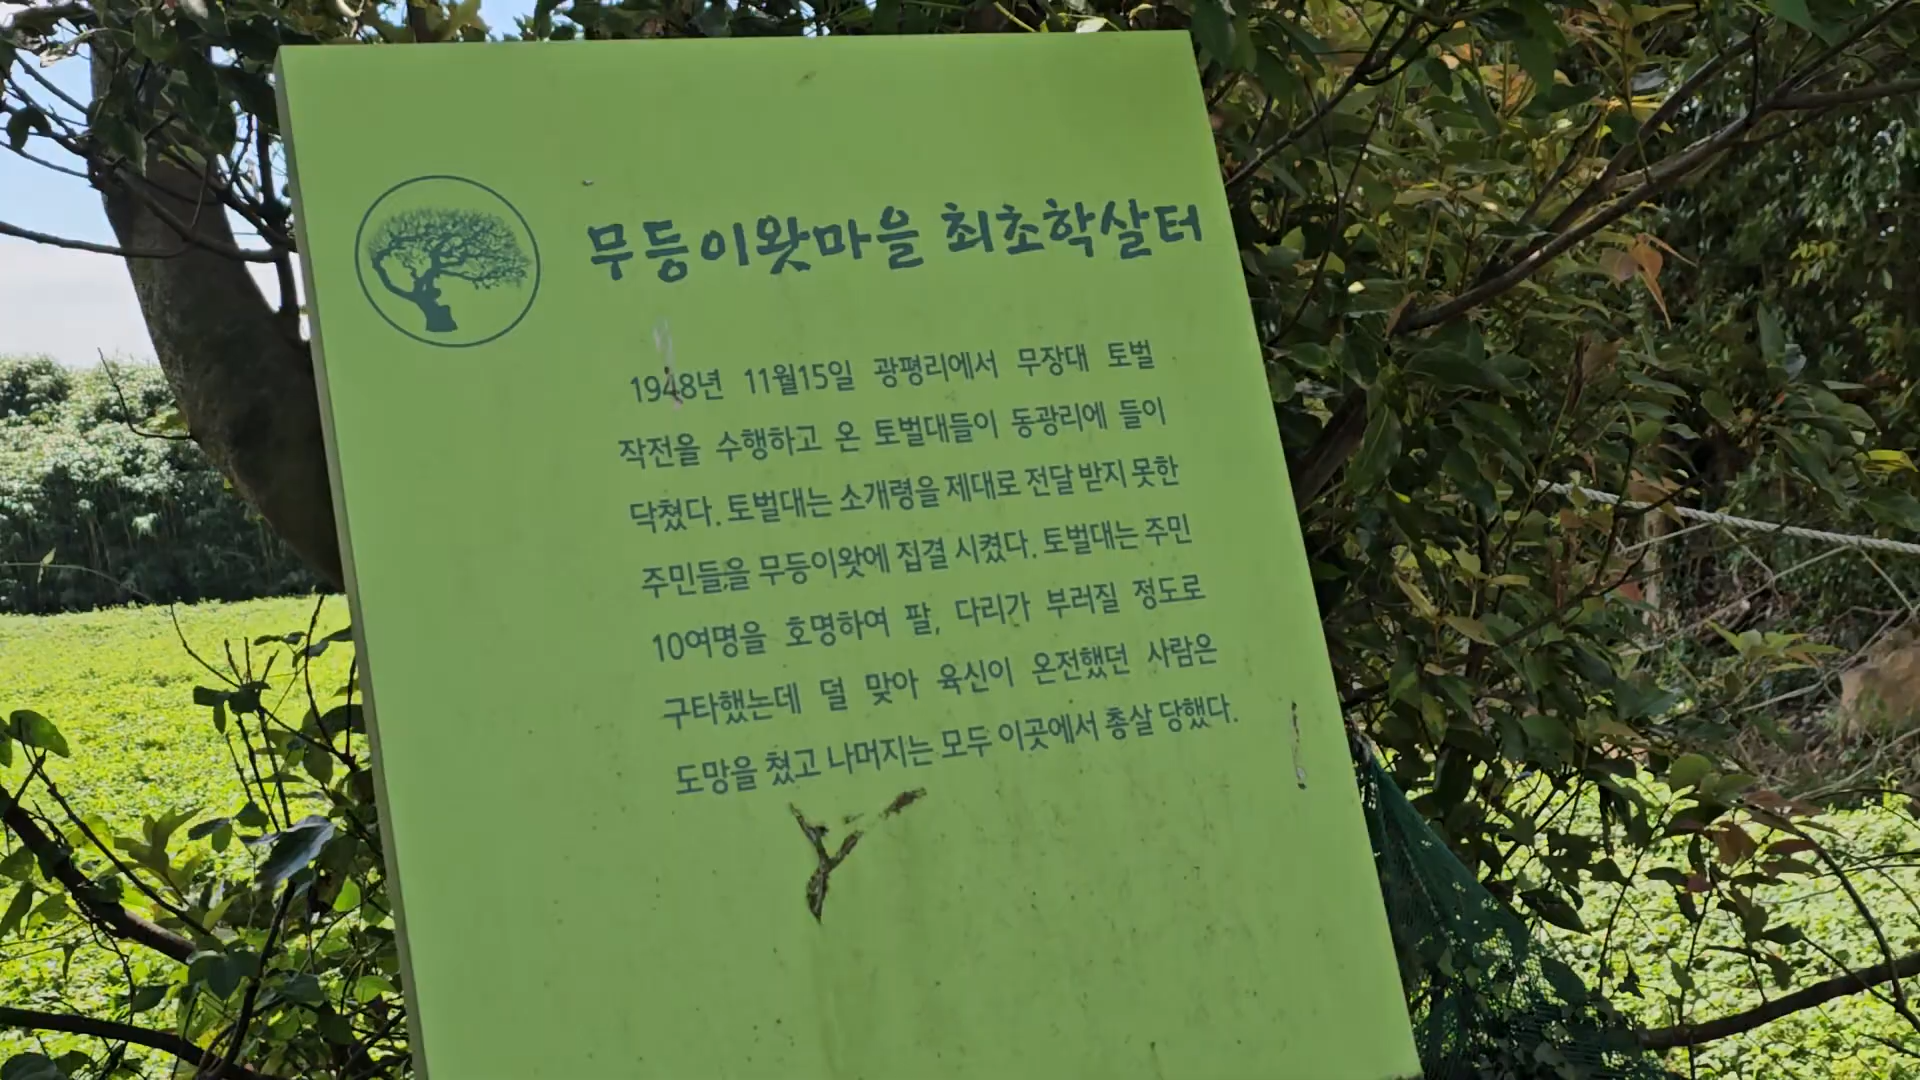 무등이왓마을 최초학살터
1948년 11월15일 광평리에서 무장대 토벌
작전을 수행하고 온 토벌대들이 동광리에 들이
닥쳤다. 토벌대는 소개령을 제대로 전달 받지 못한
주민들을 무등이왓에 집결 시켰다. 토벌대는 주민
10여명을 호명하여 팔, 다리가 부러질 정도로
구타했는데 덜 맞아 육신이 온전했던 사람은
도망을 쳤고 나머지는 모두 이곳에서 총살 당했다.